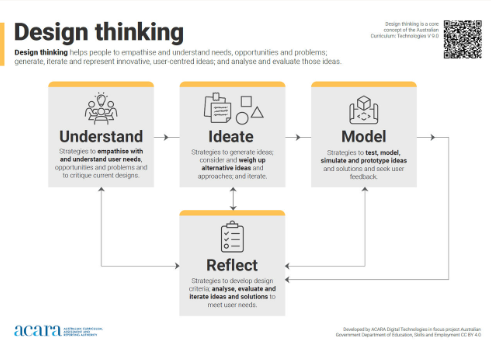 Design thinking
Design thinking is a core
concept of the Australian
Curriculum: Technologies V 9.0
Design thinking helps people to empathise and understand needs, opportunities and problems;
generate, iterate and represent innovative, user-centred ideas; and analyse and evaluate those ideas.
Understand
Strategies to empathise with
and understand user needs,
opportunities and problems and
to critique current designs.
Ideate
Strategies to generate ideas;
consider and weigh up
alternative ideas and
approaches; and iterate.
Model
Strategies to test, model,
simulate and prototype ideas
and solutions and seek user
feedback.
Reflect
Strategies to develop design
criteria; analyse, evaluate and
iterate ideas and solutions to
meet user needs.
acara
AUSTRALIAN CURRICULUM,
ASSESSMENT AND
REPORTING AUTHORITY
Developed by ACARA Digital Technologies in focus project Australian
Government Department of Education, Skills and Employment CC BY 4.0